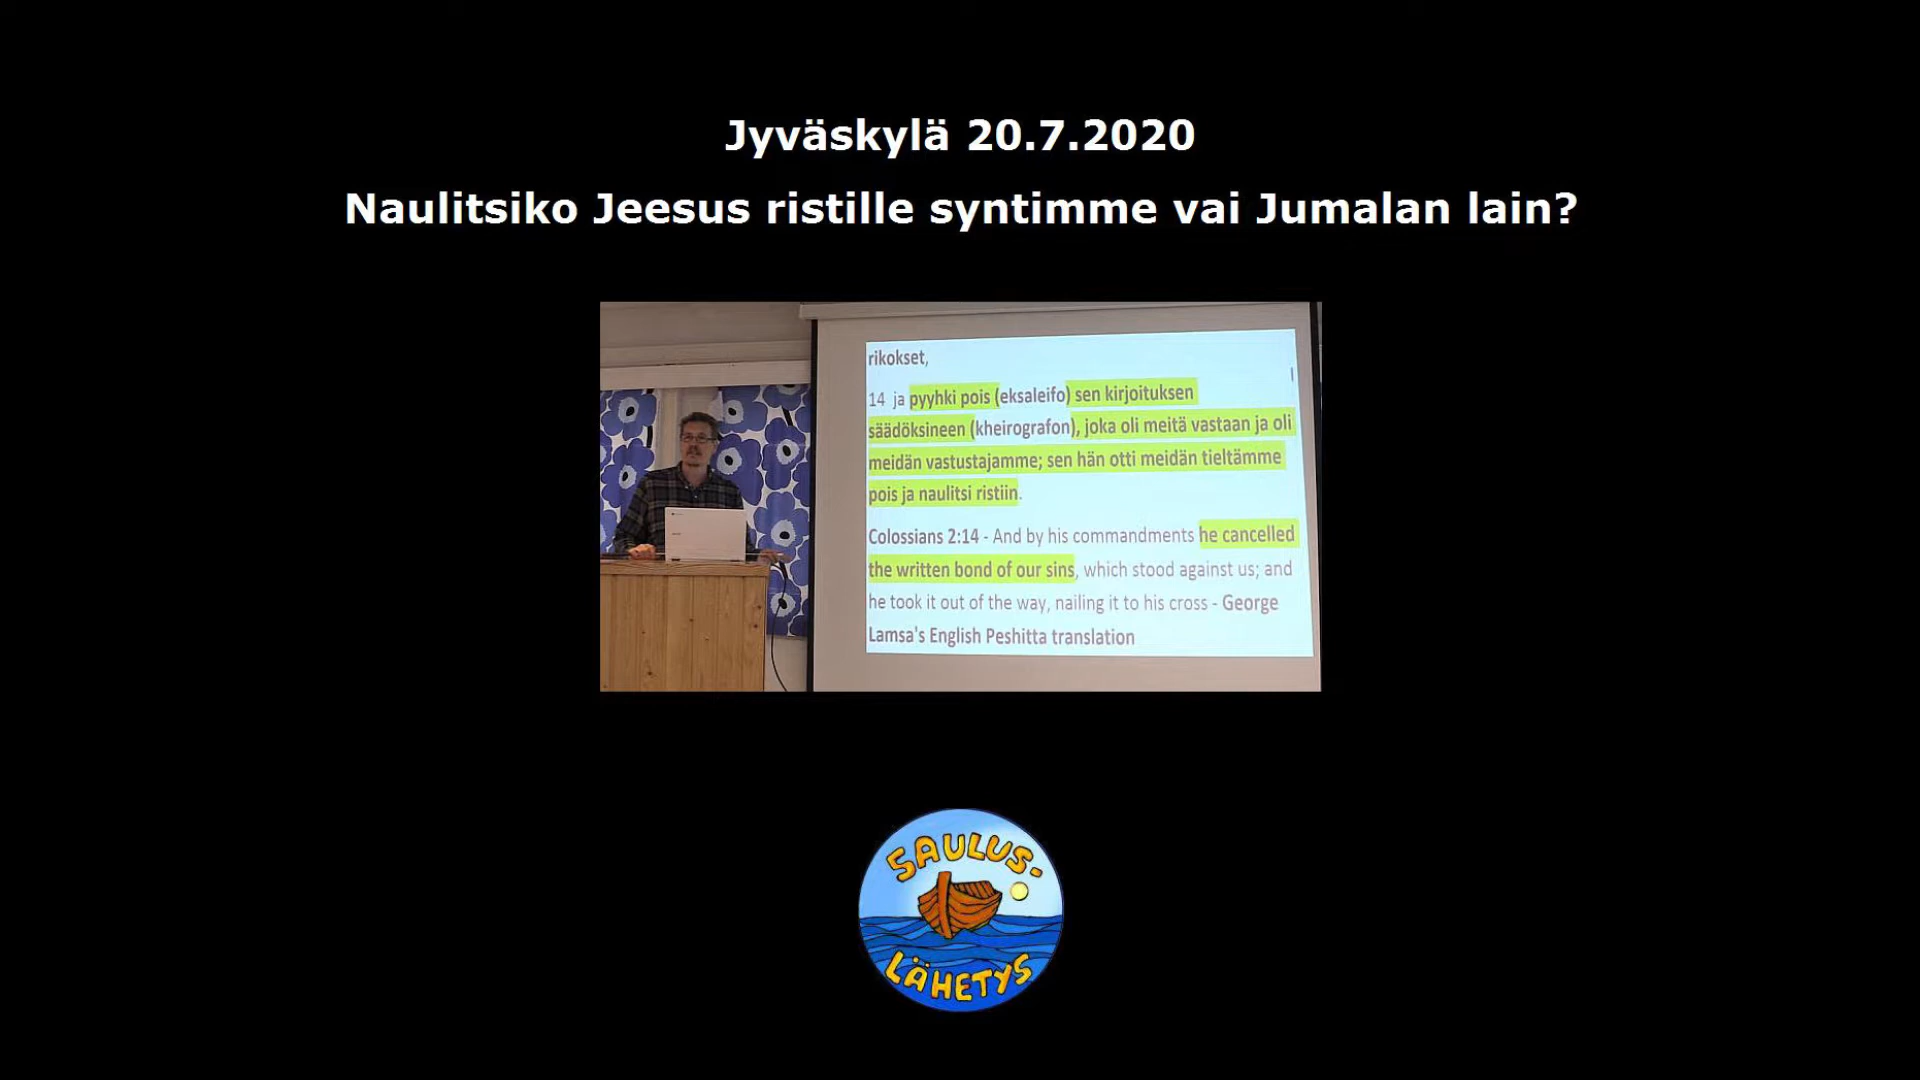 Jyväskylä 20.7.2020
Naulitsiko Jeesus ristille syntimme vai Jumalan lain?
rikokset,
14 ja pyyhki pois (eksaleifo) sen kirjoituksen
säädöksineen (kheirografon), joka oli meitä vastaan ja oli
meidän vastustajamme; sen hän otti meidän tieltämme
pois ja naulitsi ristiin.
Colossians 2:14 - And by his commandments he cancelled
the written bond of our sins, which stood against us; and
he took it out of the way, nailing it to his cross - George
Lamsa's English Peshitta translation
SAULUS-
LÄHETYS